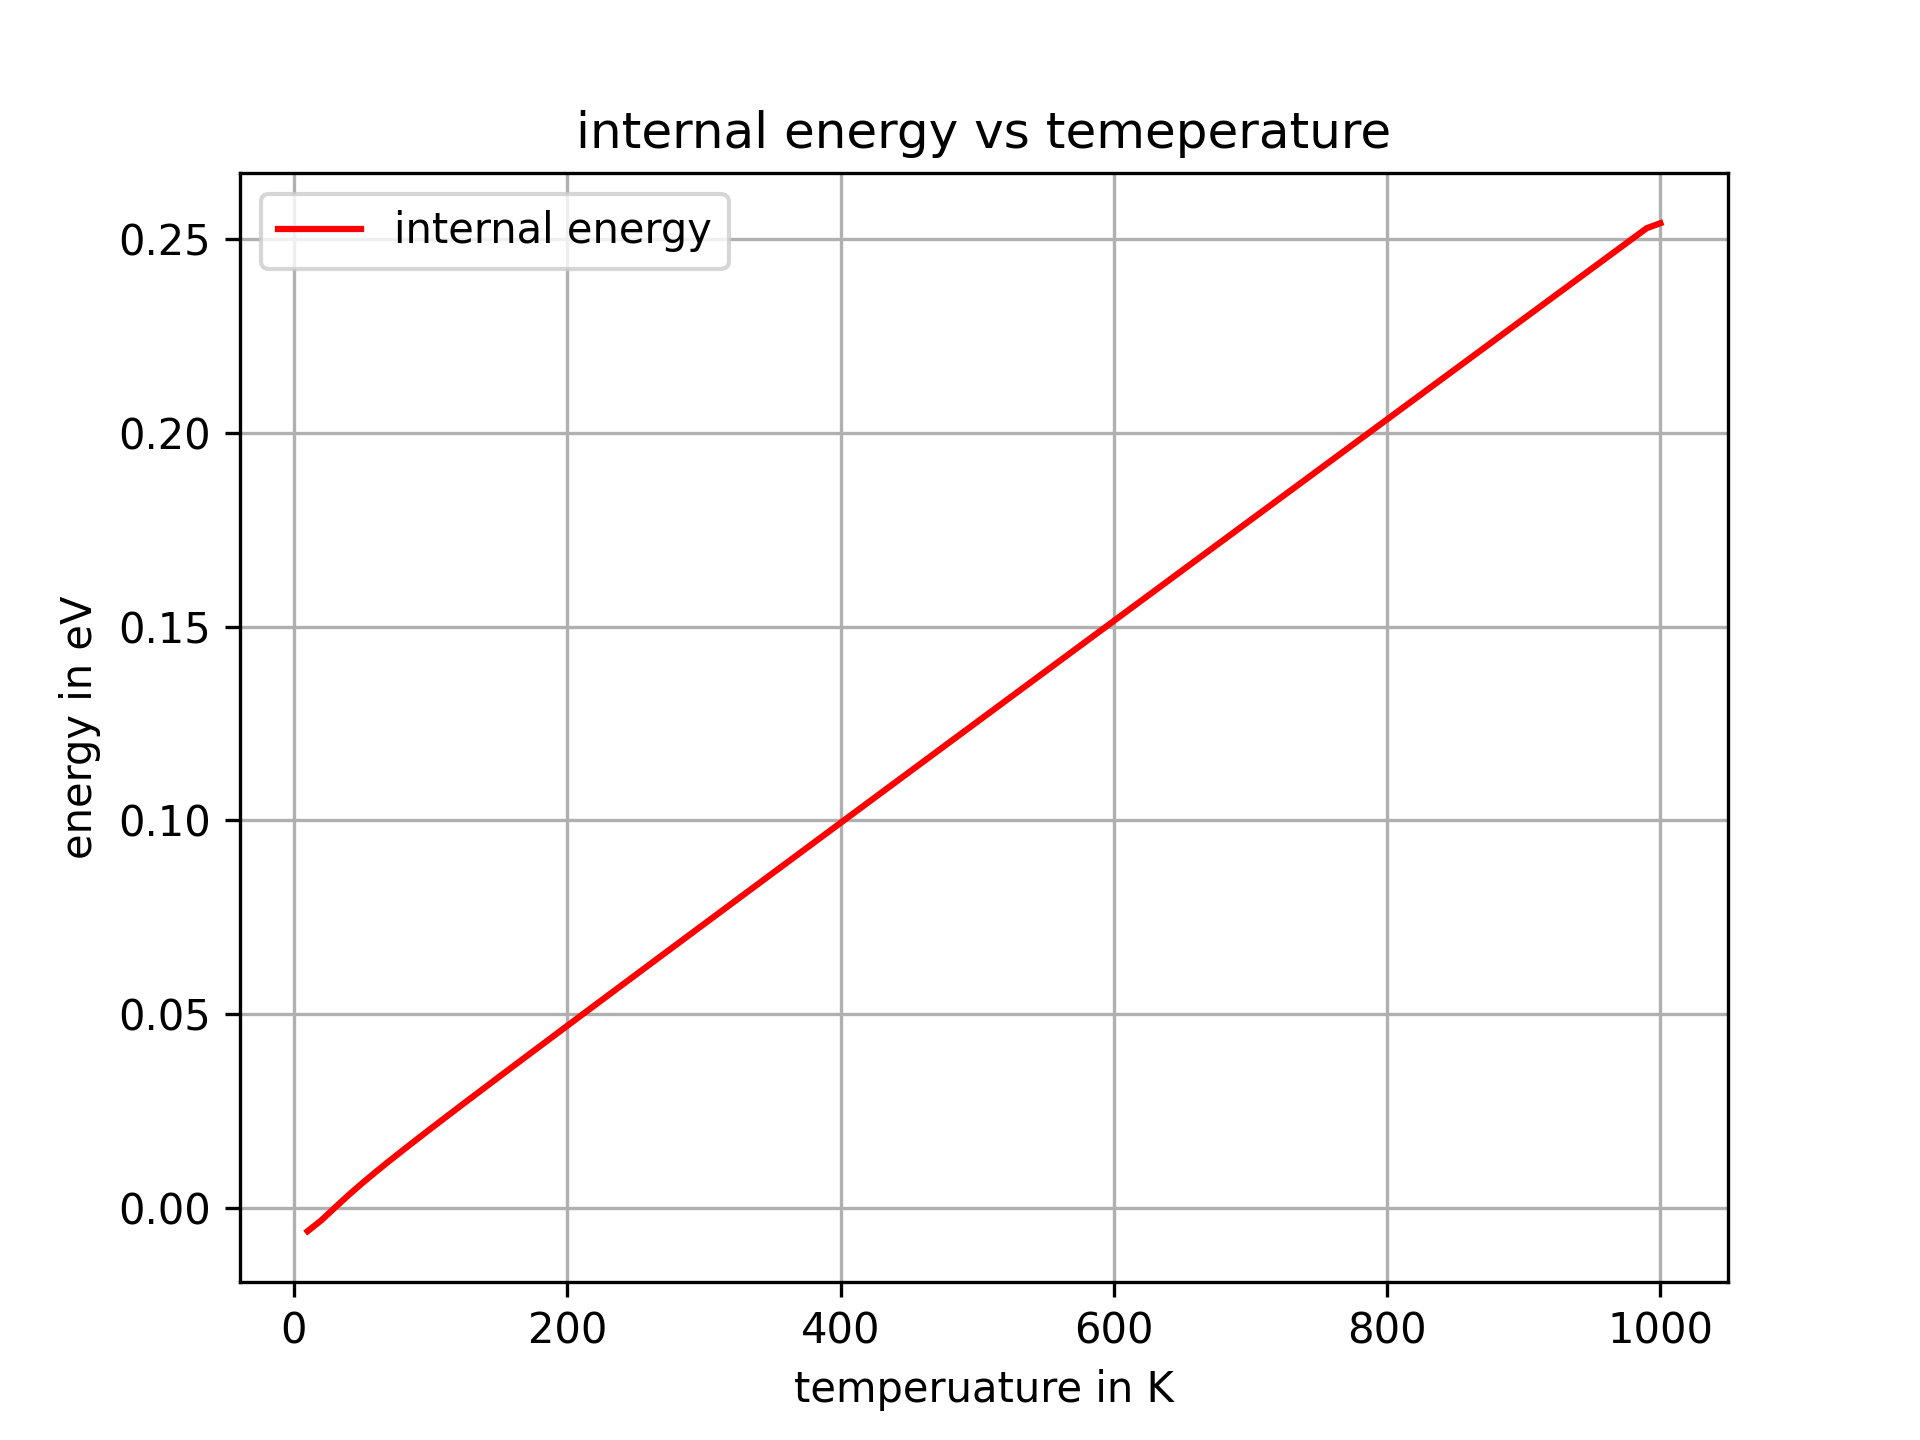 internal energy vs temeperature
internal energy
0.25
0.20
0.15
0.10
0.05
0.00
energy in eV
0 200 400 600 800 1000
temperuature in K